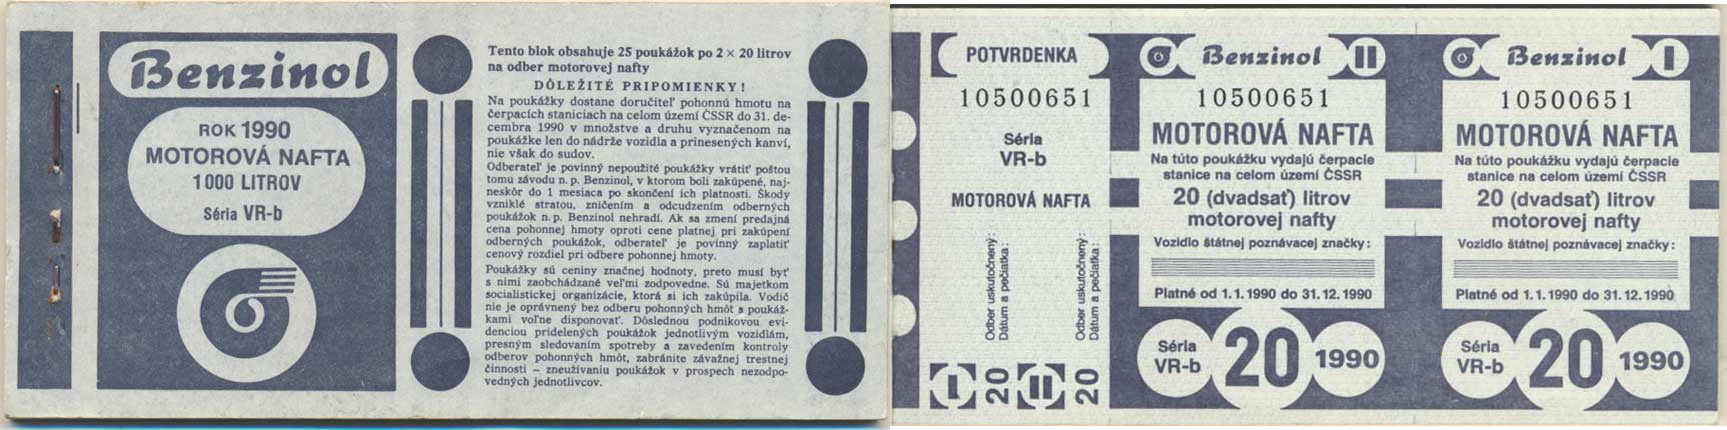 Benzinol
ROK 1990
MOTOROVÁ NAFTA
1000 LITROV
Séria VR-b
Tento blok obsahuje 25 poukážok po 2 × 20 litrov
na odber motorovej nafty
DÔLEŽITÉ PRIPOMIENKY!
Na poukážky dostane doručiteľ pohonnú hmotu na
čerpacích staniciach na celom území ČSSR do 31. de-
cembra 1990 v množstve a druhu vyznačenom na
poukážke len do nádrže vozidla a prinesených kanví,
nie však do sudov.
Odberateľ je povinný nepoužité poukážky vrátiť poštou
tomu závodu n. p. Benzinol, v ktorom boli zakúpené, naj-
neskôr do 1 mesiaca po skončení ich platnosti. Škody
vzniklé stratou, zničením a odcudzením odberných
poukážok n. p. Benzinol nehradí. Ak sa zmení predajná
cena pohonnej hmoty oproti cene platnej pri zakúpení
odberných poukážok, odberateľ je povinný zaplatiť
cenový rozdiel pri odbere pohonnej hmoty.
Poukážky sú ceniny značnej hodnoty, preto musí byť
s nimi zaobchádzané veľmi zodpovedne. Sú majetkom
socialistickej organizácie, ktorá si ich zakúpila. Vodič
nie je oprávnený bez odberu pohonných hmôt s poukáž-
kami voľne disponovať. Dôslednou podnikovou evi-
denciou pridelených poukážok jednotlivým vozidlám,
presným sledovaním spotreby a zavedením kontroly
odberov pohonných hmôt, zabránite závažnej trestnej
činnosti – zneužívaniu poukážok v prospech nezodpo-
vedných jednotlivcov.
POTVRDENKA
10500651
Séria
VR-b
MOTOROVÁ NAFTA
Odber uskutočnený:
Dátum a pečiatka:
Odber uskutočnený:
Dátum a pečiatka:
I 20 II 20
Benzinol II
10500651
MOTOROVÁ NAFTA
Na túto poukážku vydajú čerpacie
stanice na celom území ČSSR
20 (dvadsať) litrov
motorovej nafty
Vozidlo štátnej poznávacej značky:
Platné od 1. 1. 1990 do 31. 12. 1990
Séria
VR-b
20
1990
Benzinol I
10500651
MOTOROVÁ NAFTA
Na túto poukážku vydajú čerpacie
stanice na celom území ČSSR
20 (dvadsať) litrov
motorovej nafty
Vozidlo štátnej poznávacej značky:
Platné od 1. 1. 1990 do 31. 12. 1990
Séria
VR-b
20
1990